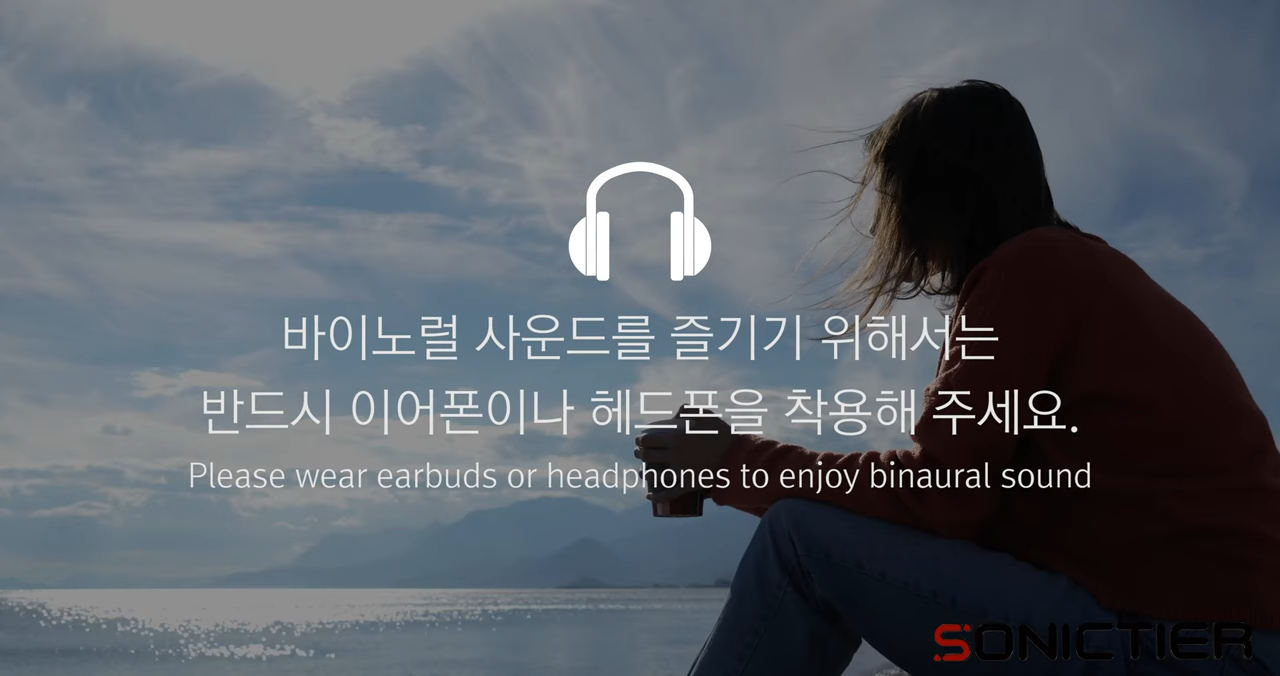 바이노럴 사운드를 즐기기 위해서는
반드시 이어폰이나 헤드폰을 착용해 주세요.
Please wear earbuds or headphones to enjoy binaural sound
SONICTIER